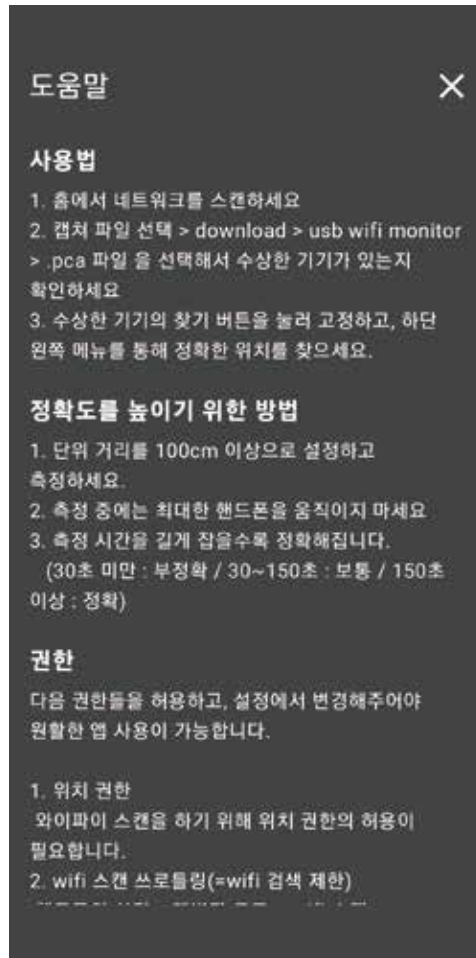 도움말
사용법
1. 홈에서 네트워크를 스캔하세요
2. 캡쳐 파일 선택 > download > usb wifi monitor
> .pca 파일 을 선택해서 수상한 기기가 있는지
확인하세요
3. 수상한 기기의 찾기 버튼을 눌러 고정하고, 하단
왼쪽 메뉴를 통해 정확한 위치를 찾으세요.
정확도를 높이기 위한 방법
1. 단위 거리를 100cm 이상으로 설정하고
측정하세요.
2. 측정 중에는 최대한 핸드폰을 움직이지 마세요
3. 측정 시간을 길게 잡을수록 정확해집니다.
(30초 미만 : 부정확 / 30~150초 : 보통 / 150초
이상 : 정확)
권한
다음 권한들을 허용하고, 설정에서 변경해주어야
원활한 앱 사용이 가능합니다.
1. 위치 권한
와이파이 스캔을 하기 위해 위치 권한의 허용이
필요합니다.
2. wifi 스캔 쓰로틀링(=wifi 검색 제한)